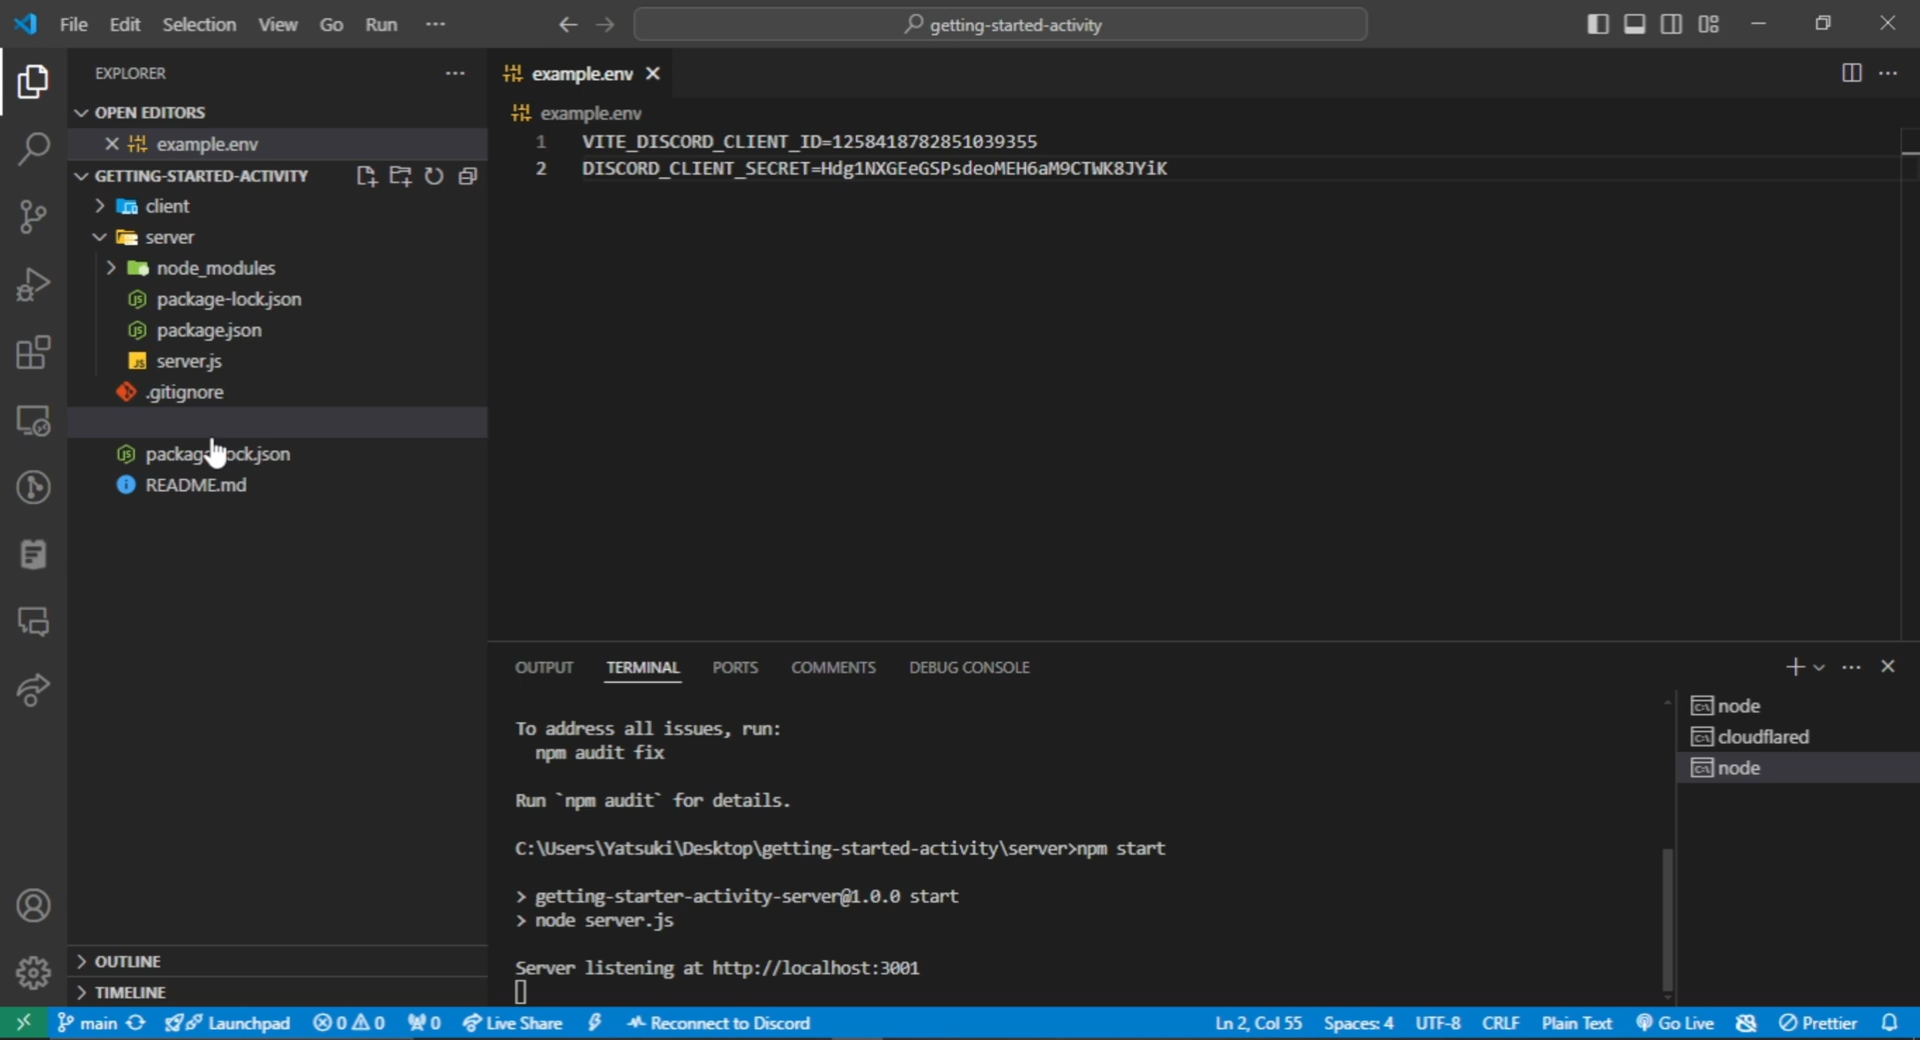 File Edit Selection View Go Run ···
getting-started-activity
EXPLORER
OPEN EDITORS
example.env
GETTING-STARTED-ACTIVITY
client
server
node_modules
package-lock.json
package.json
server.js
.gitignore
README.md
OUTLINE
TIMELINE
example.env
example.env
1 VITE_DISCORD_CLIENT_ID=1258418782851039355
2 DISCORD_CLIENT_SECRET=Hdg1NXGEeGSPsdeoMEH6aM9CTWK8JYiK
OUTPUT TERMINAL PORTS COMMENTS DEBUG CONSOLE
To address all issues, run:
npm audit fix
Run `npm audit` for details.
C:\Users\Yatsuki\Desktop\getting-started-activity\server>npm start
> getting-starter-activity-server@1.0.0 start
> node server.js
Server listening at http://localhost:3001
node
cloudflared
node
main Launchpad 0 0 0 Live Share Reconnect to Discord Ln 2, Col 55 Spaces: 4 UTF-8 CRLF Plain Text Go Live Prettier